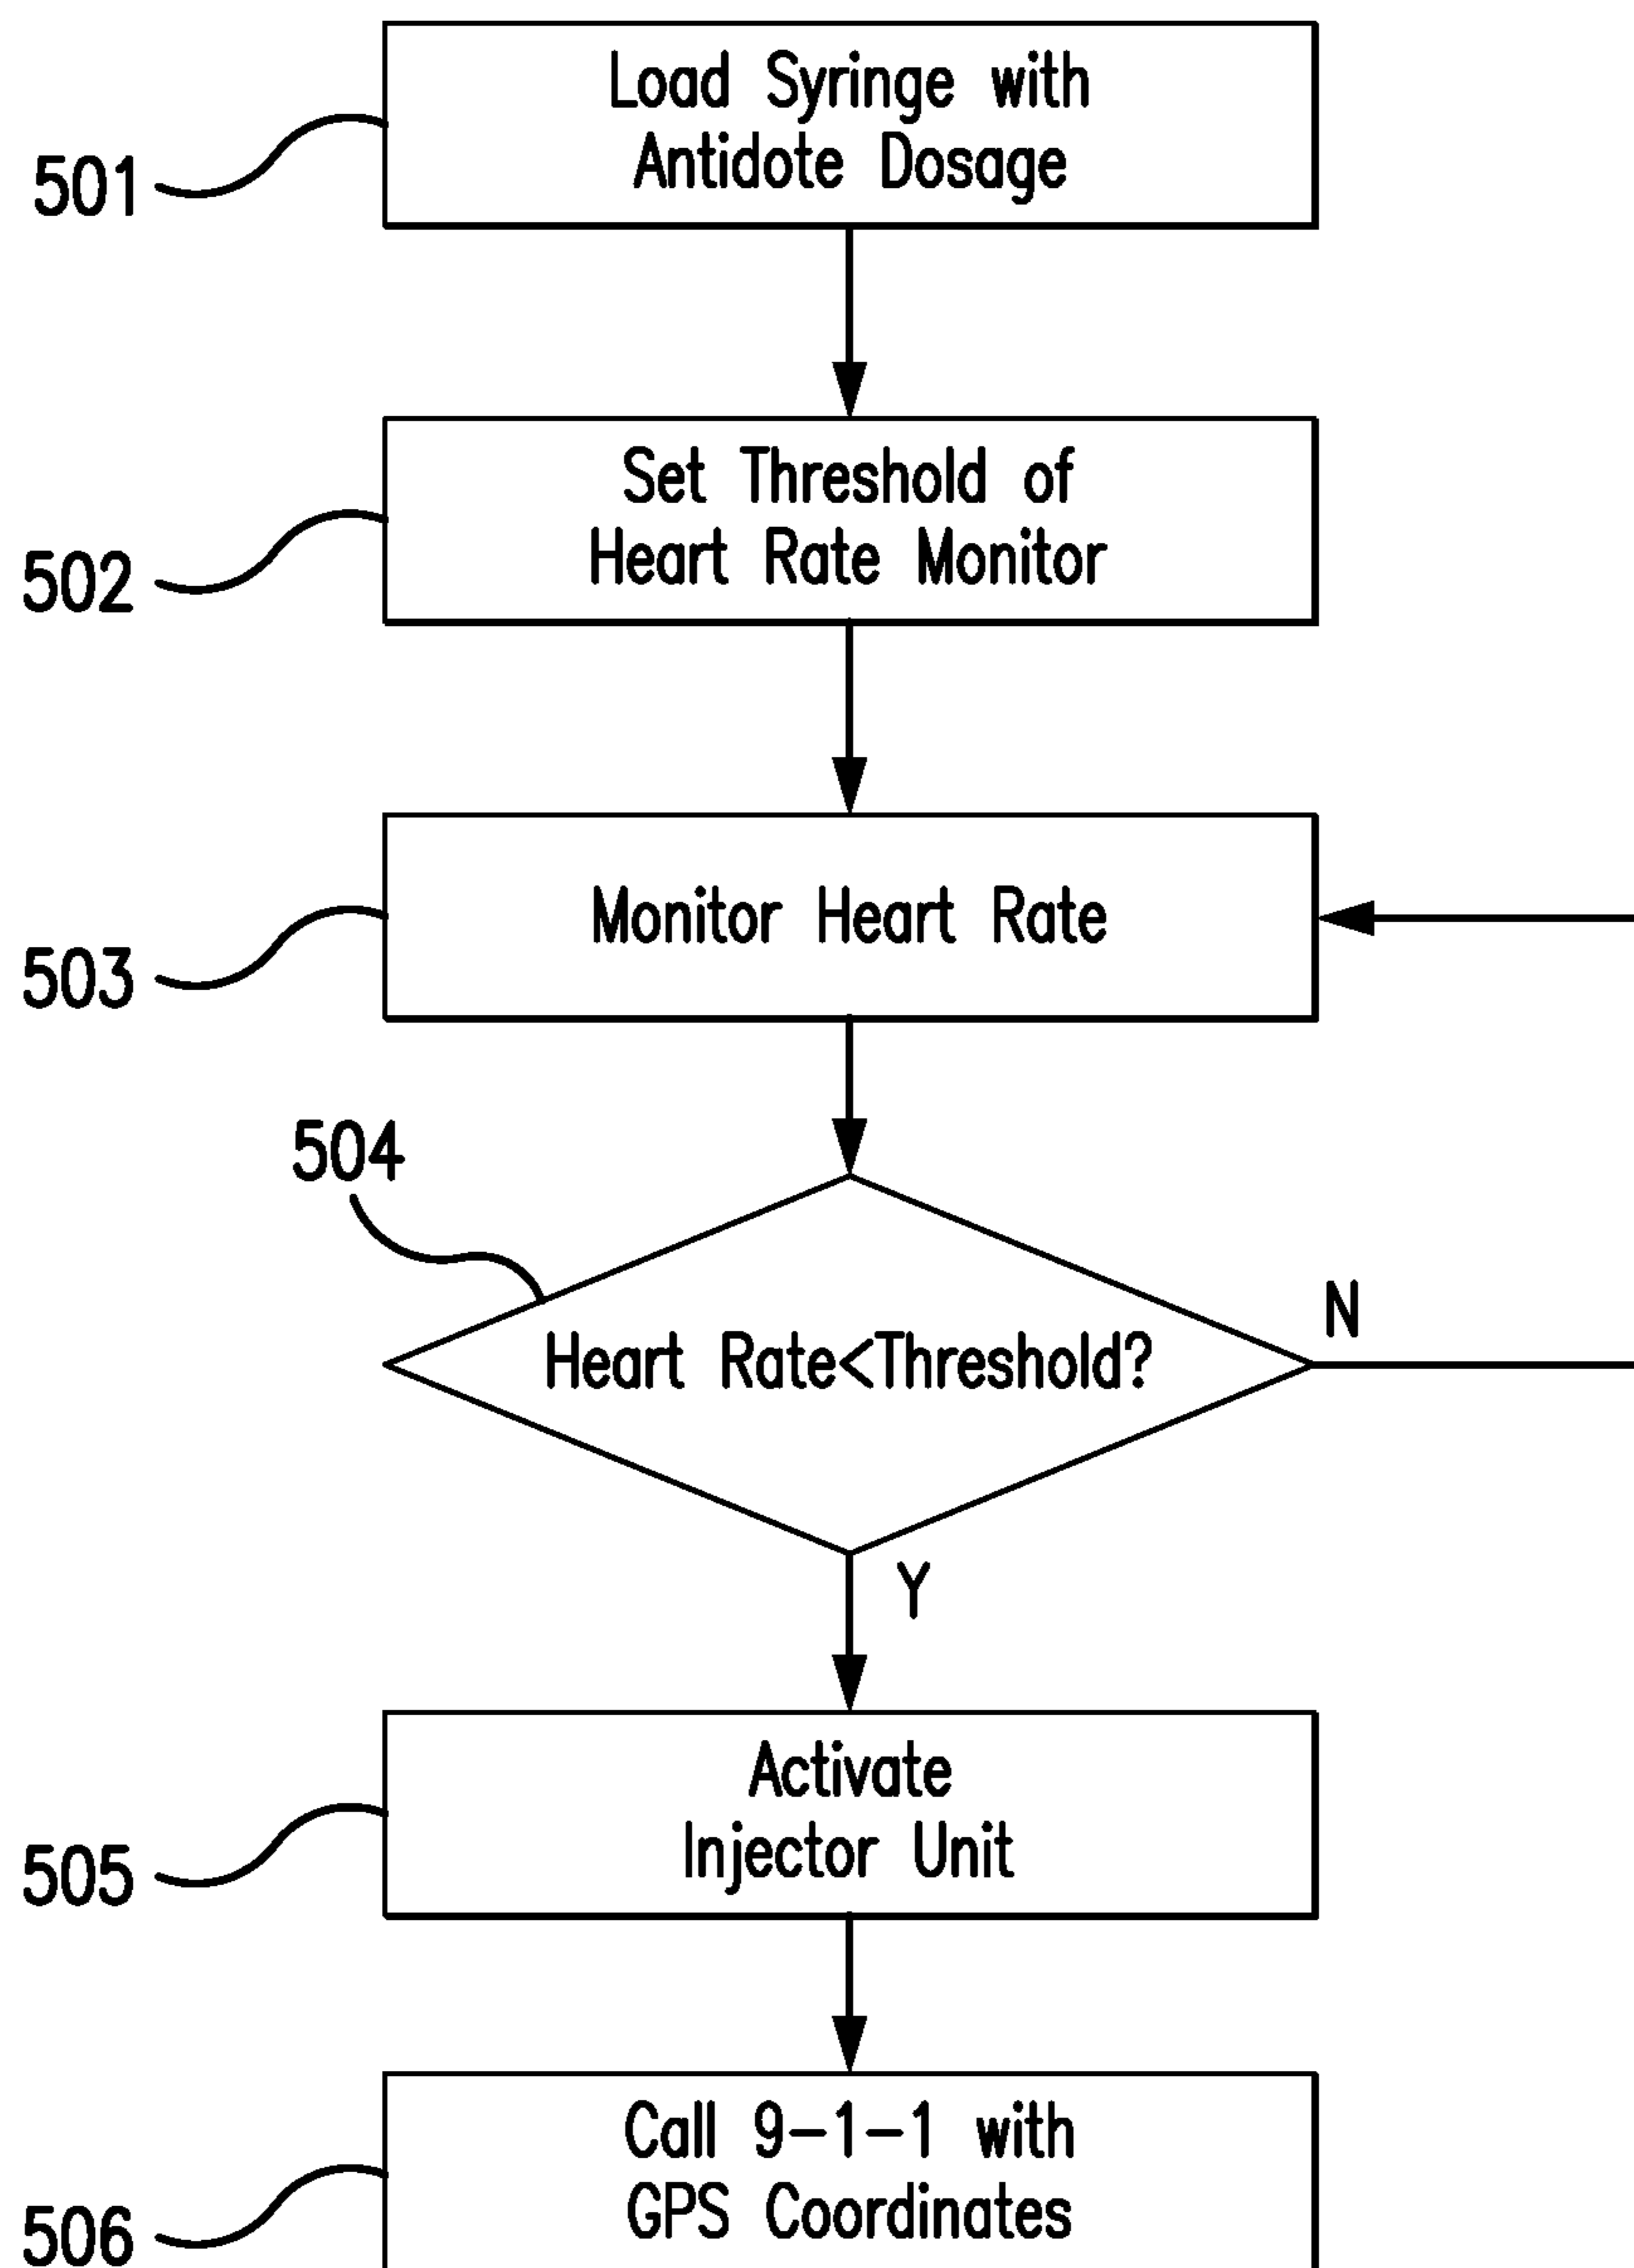 Load Syringe with
Antidote Dosage
501
Set Threshold of
Heart Rate Monitor
502
Monitor Heart Rate
503
504
Heart Rate<Threshold?
N
Y
Activate
Injector Unit
505
Call 9-1-1 with
GPS Coordinates
506